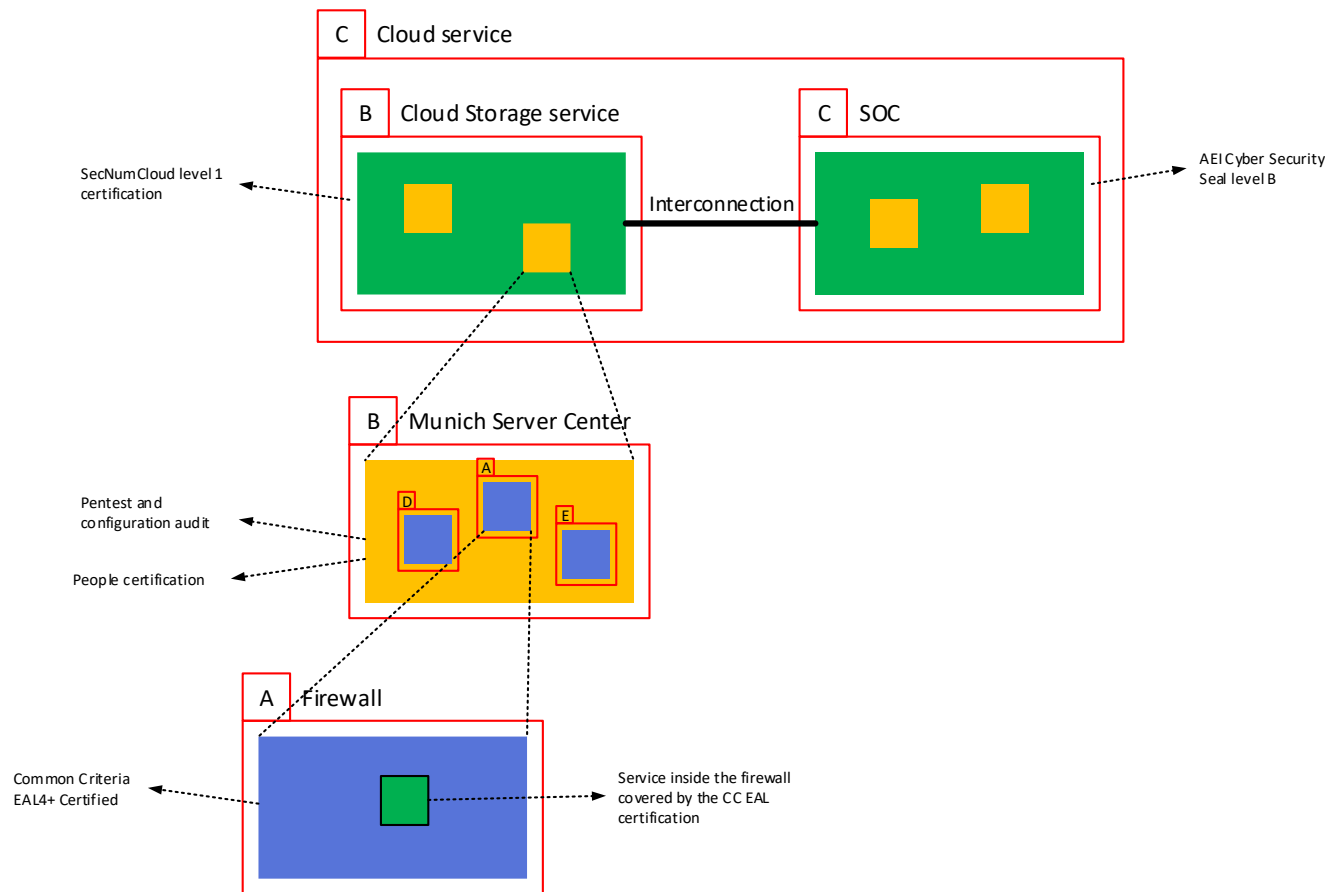 C Cloud service
B Cloud Storage service
C SOC
SecNumCloud level 1
certification
AEI Cyber Security
Seal level B
Interconnection
B Munich Server Center
A
D
E
Pentest and
configuration audit
People certification
A Firewall
Common Criteria
EAL4+ Certified
Service inside the firewall
covered by the CC EAL
certification